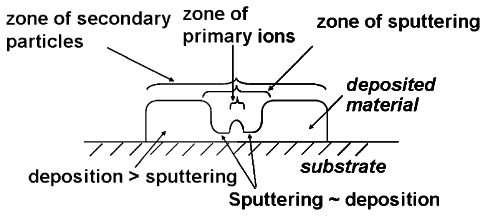 zone of secondary
particles
zone of
primary ions
zone of sputtering
deposited
material
substrate
deposition > sputtering
Sputtering ~ deposition